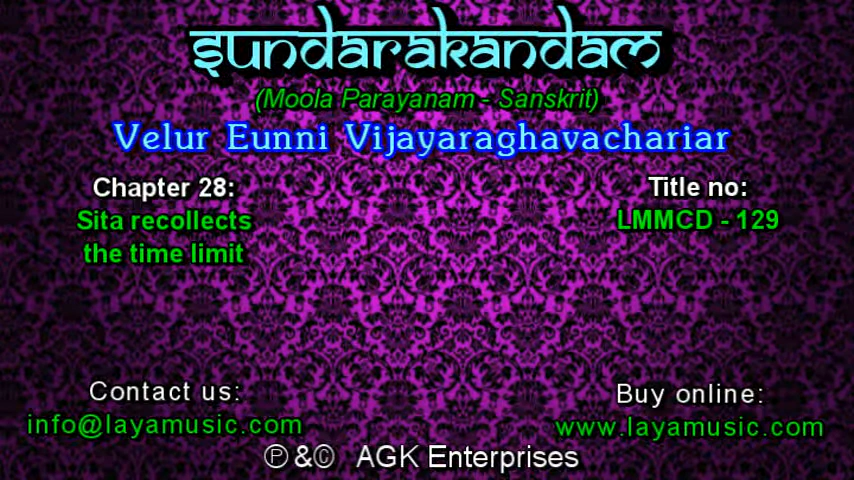 sundarakandam
(Moola Parayanam - Sanskrit)
Velur Eunni Vijayaraghavachariar
Chapter 28:
Sita recollects
the time limit
Title no:
LMMCD - 129
Contact us:
info@layamusic.com
Buy online:
www.layamusic.com
℗ &© AGK Enterprises